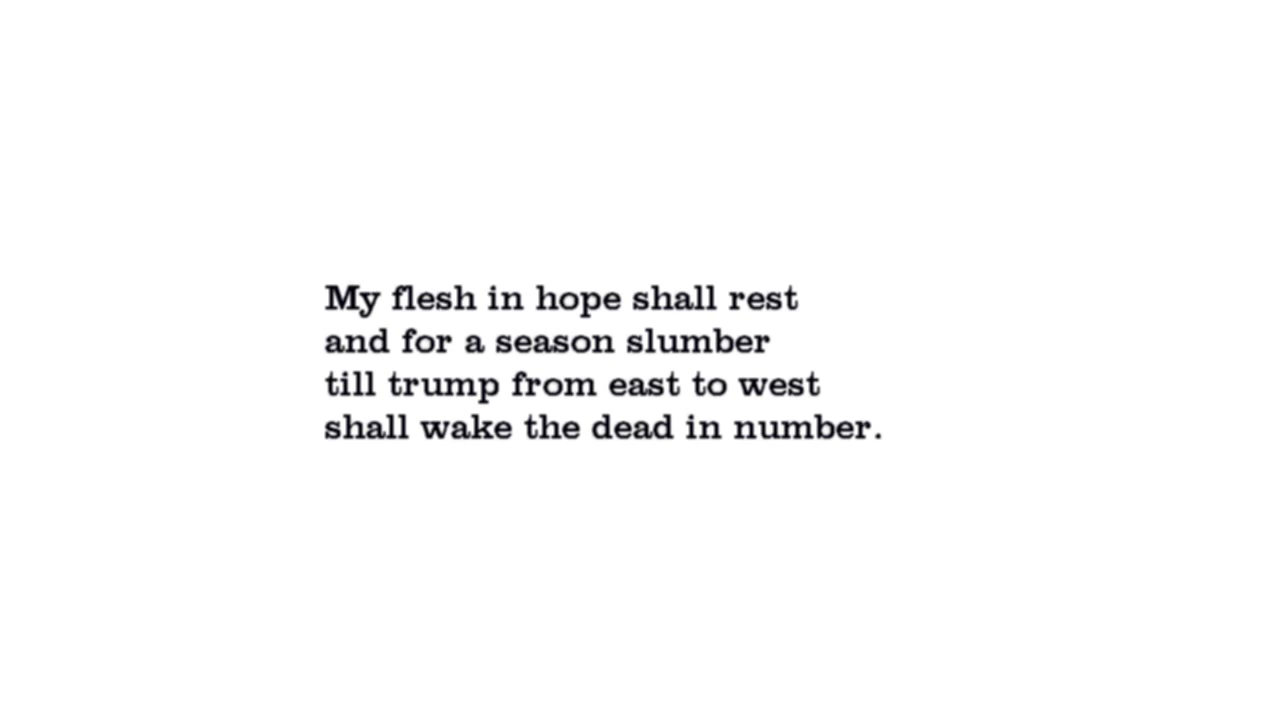 My flesh in hope shall rest
and for a season slumber
till trump from east to west
shall wake the dead in number.